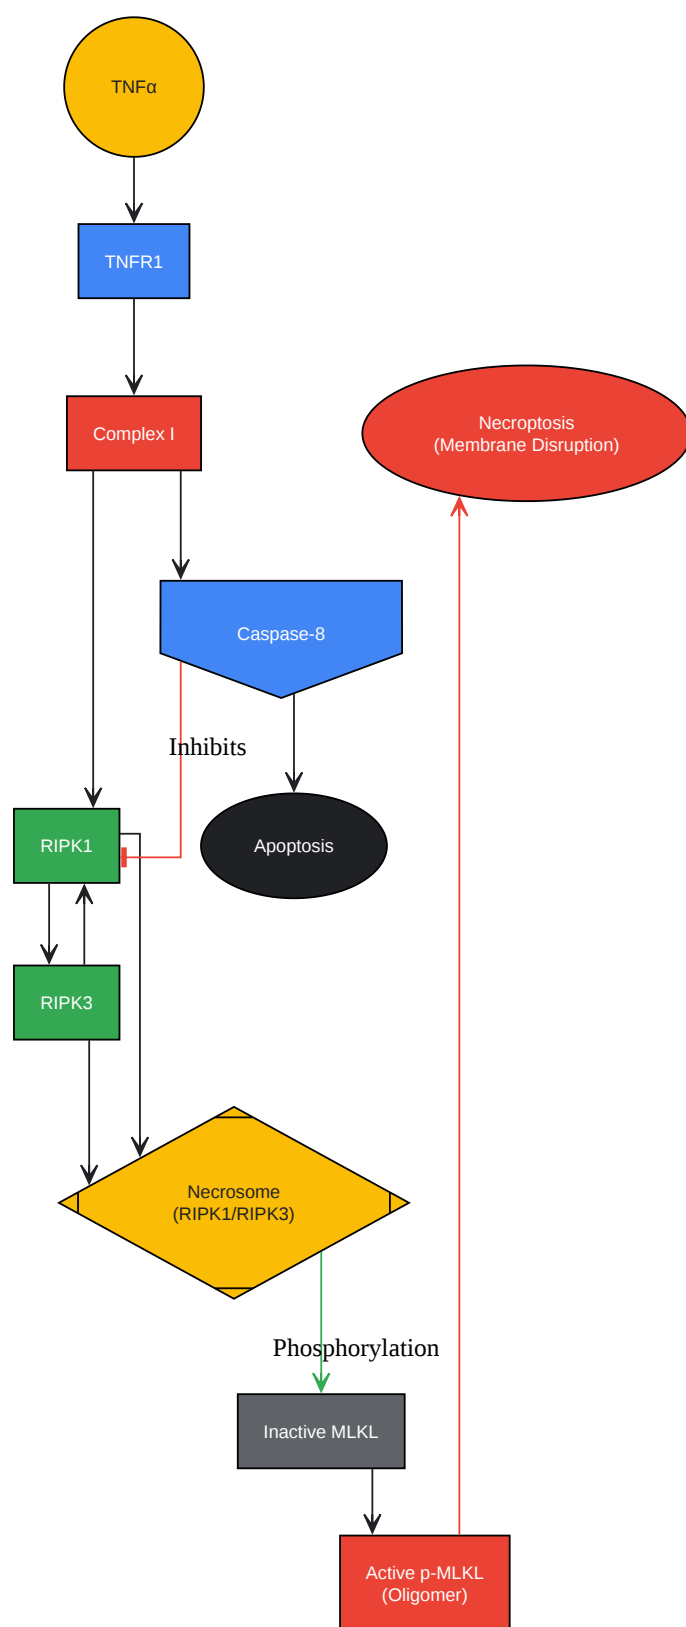 TNFα
TNFR1
Complex I
Necroptosis
(Membrane Disruption)
Caspase-8
Inhibits
RIPK1
Apoptosis
RIPK3
Necrosome
(RIPK1/RIPK3)
Phosphorylation
Inactive MLKL
Active p-MLKL
(Oligomer)